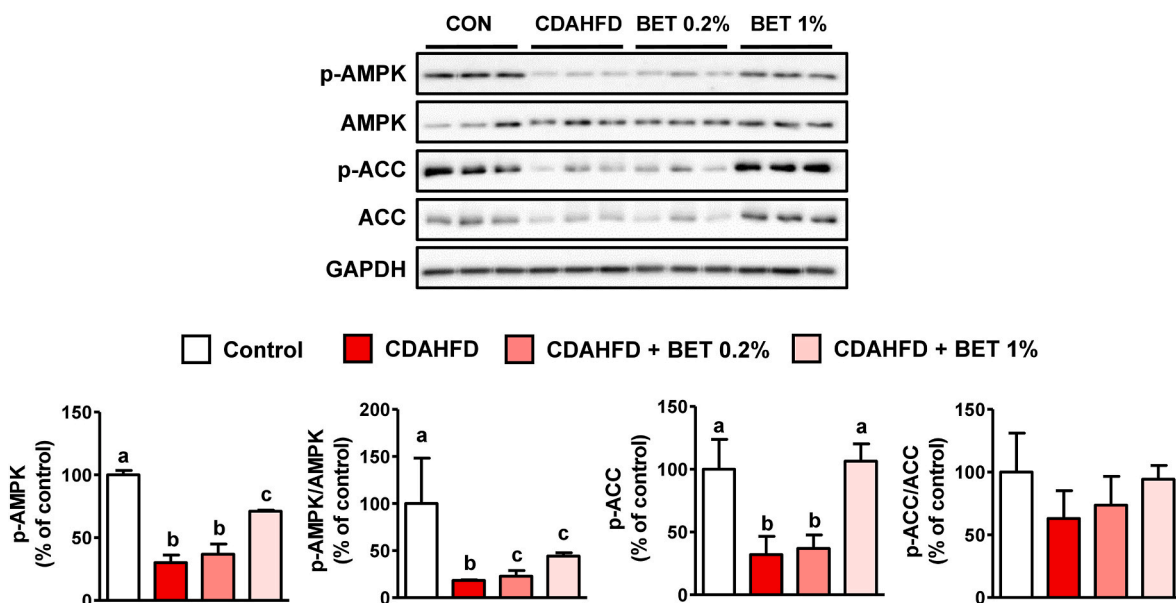 CON CDAHFD BET 0.2% BET 1%
p-AMPK
AMPK
p-ACC
ACC
GAPDH
Control CDAHFD CDAHFD + BET 0.2% CDAHFD + BET 1%
p-AMPK
(% of control)
150
100
50
0
a b b c
p-AMPK/AMPK
(% of control)
200
150
100
50
0
a b c c
p-ACC
(% of control)
150
100
50
0
a b b a
p-ACC/ACC
(% of control)
150
100
50
0